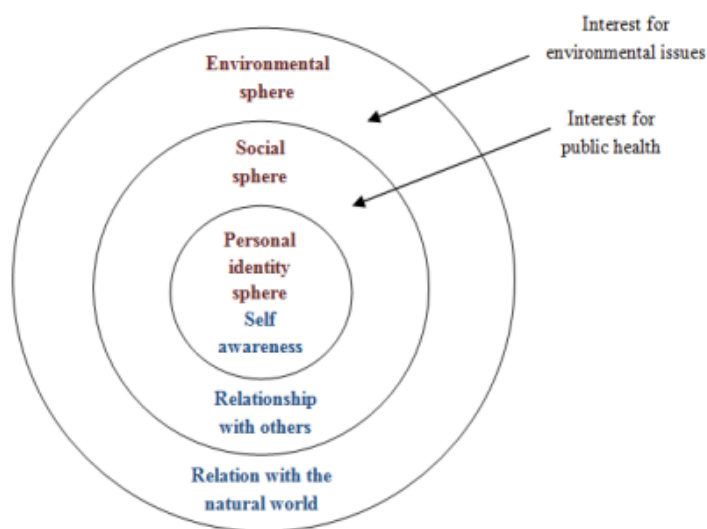 Interest for
environmental issues
Environmental
sphere
Interest for
public health
Social
sphere
Personal
identity
sphere
Self
awareness
Relationship
with others
Relation with the
natural world